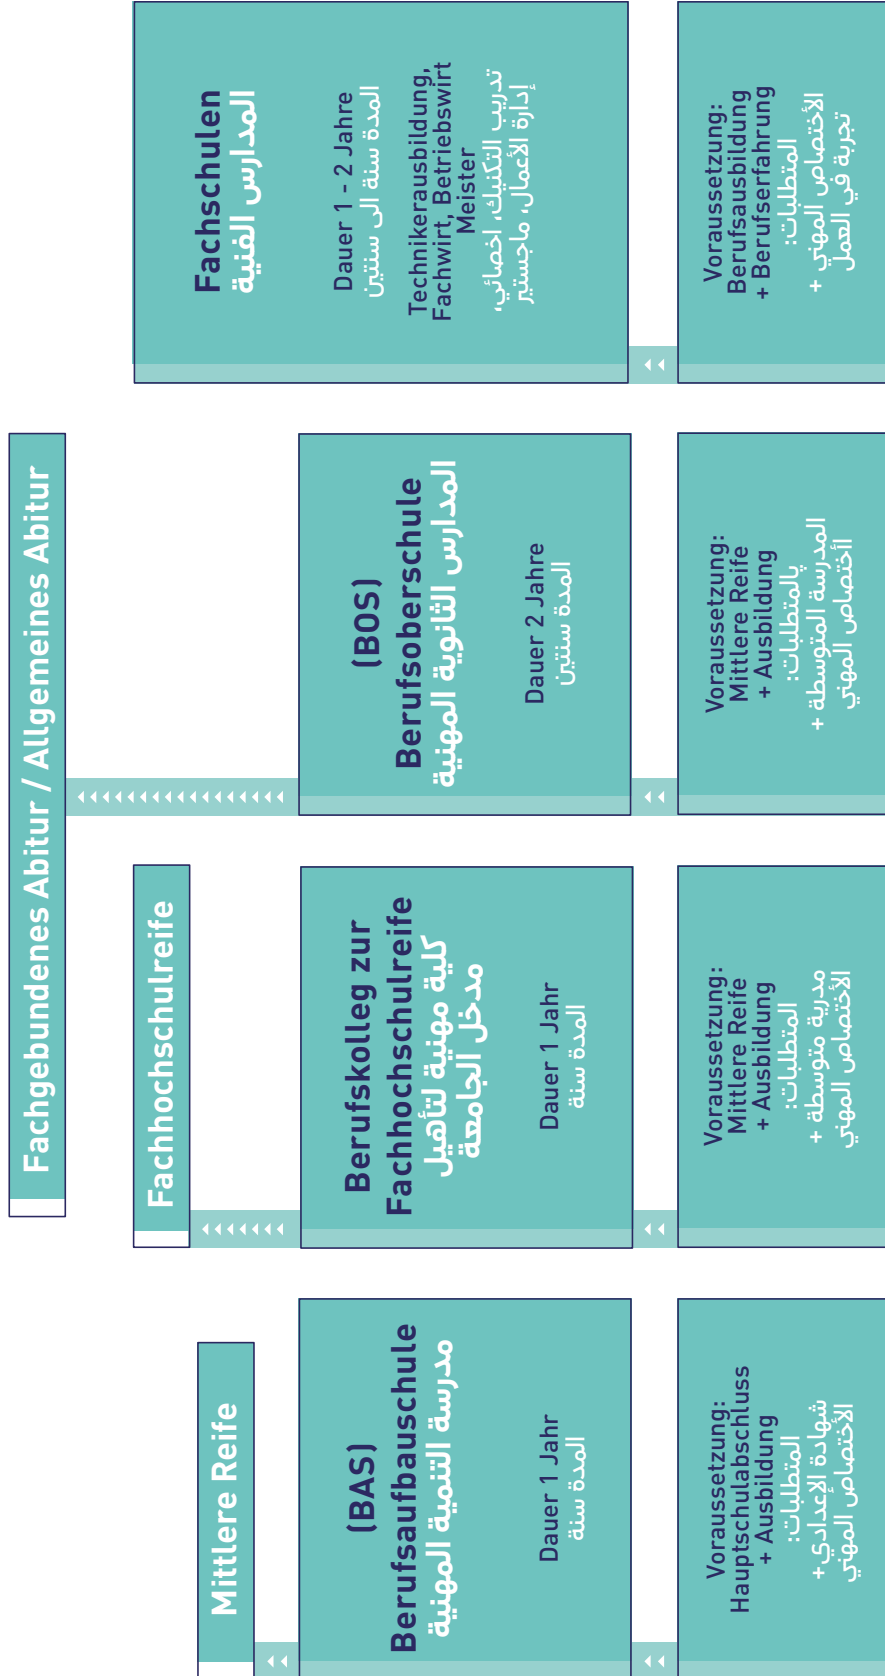 Fachgebundenes Abitur / Allgemeines Abitur
Mittlere Reife
(BAS)
Berufsaufbauschule
مدرسة التنمية المهنية
Dauer 1 Jahr
المدة سنة
Voraussetzung:
Hauptschulabschluss
+ Ausbildung
المتطلبات:
شهادة الاعدادي+
الأختصاص المهني
Fachhochschulreife
Berufskolleg zur
Fachhochschulreife
كلية مهنية لتأهيل
مدخل الجامعة
Dauer 1 Jahr
المدة سنة
Voraussetzung:
Mittlere Reife
+ Ausbildung
المتطلبات:
مدرية متوسطة +
الأختصاص المهني
(BOS)
Berufsoberschule
المدارس الثانوية المهنية
Dauer 2 Jahre
المدة سنتين
Voraussetzung:
Mittlere Reife
+ Ausbildung
يالمتطلبات:
المدرسة المتوسطة +
اأختصاص المهني
Fachschulen
المدارس الفنية
Dauer 1 - 2 Jahre
المدة سنة الى سنتين
Technikerausbildung,
Fachwirt, Betriebswirt
Meister
تدريب التكنيك، اخصائي،
إدارة الأعمال، ماجستير
Voraussetzung:
Berufsausbildung
+ Berufserfahrung
المتطلبات:
الأختصاص المهني +
تجربة في العمل